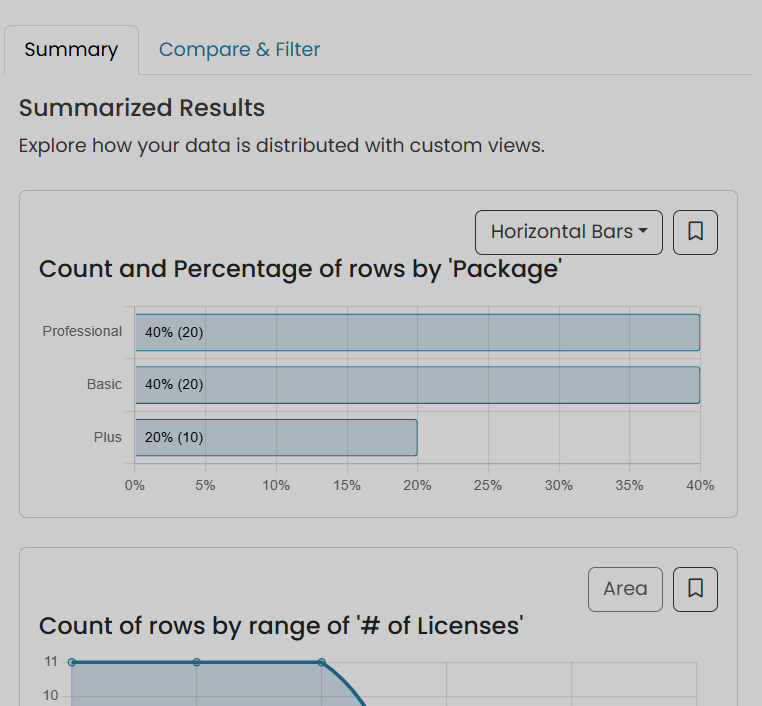 Summary Compare & Filter
Summarized Results
Explore how your data is distributed with custom views.
Horizontal Bars
Count and Percentage of rows by 'Package'
Professional 40% (20)
Basic 40% (20)
Plus 20% (10)
0% 5% 10% 15% 20% 25% 30% 35% 40%
Area
Count of rows by range of '# of Licenses'
11
10